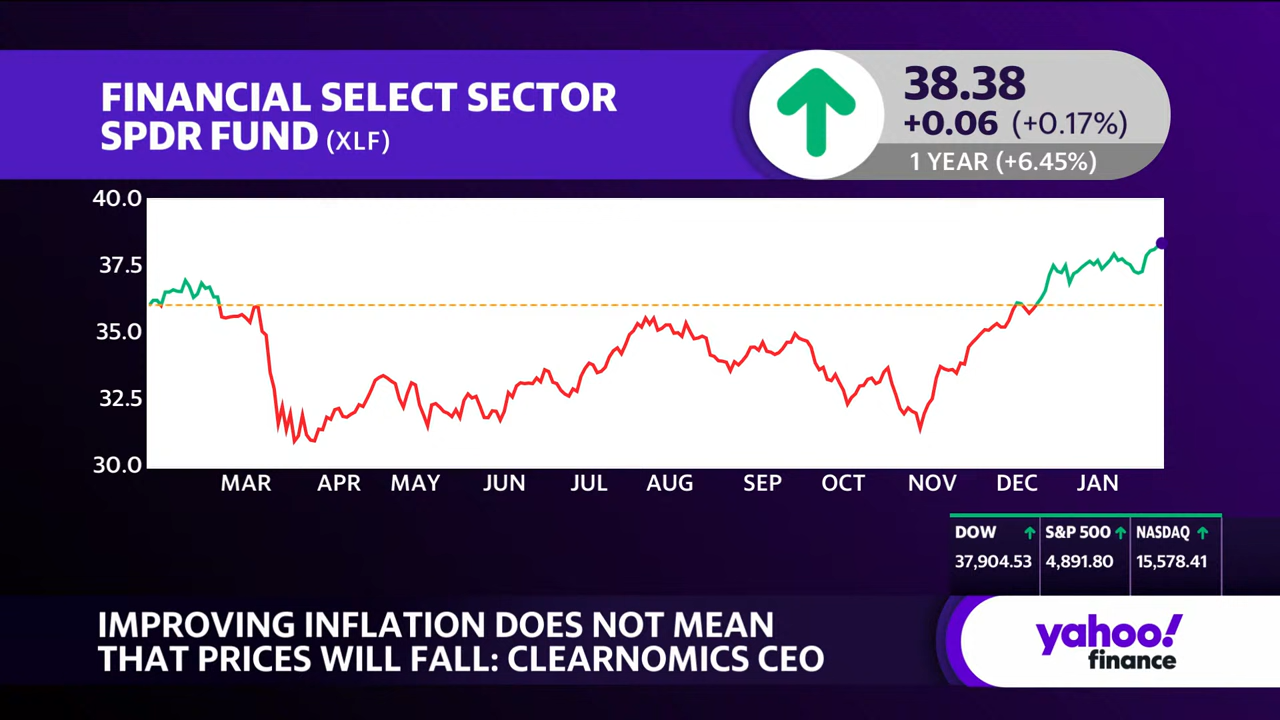 FINANCIAL SELECT SECTOR
SPDR FUND (XLF)
38.38
+0.06 (+0.17%)
1 YEAR (+6.45%)
40.0
37.5
35.0
32.5
30.0
MAR APR MAY JUN JUL AUG SEP OCT NOV DEC JAN
DOW S&P 500 NASDAQ
37,904.53 4,891.80 15,578.41
IMPROVING INFLATION DOES NOT MEAN
THAT PRICES WILL FALL: CLEARNOMICS CEO
yahoo!
finance